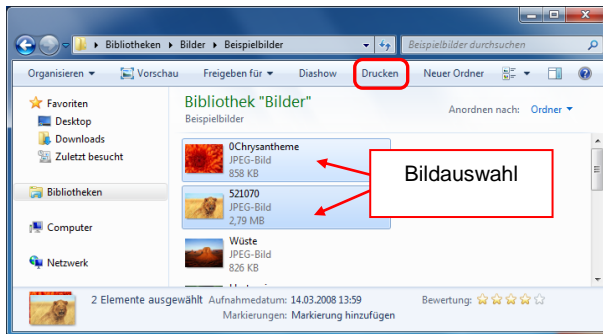 Bibliotheken ▸ Bilder ▸ Beispielbilder
Beispielbilder durchsuchen
Organisieren Vorschau Freigeben für Diashow Drucken Neuer Ordner
Favoriten
Desktop
Downloads
Zuletzt besucht
Bibliotheken
Computer
Netzwerk
Bibliothek "Bilder"
Beispielbilder
Anordnen nach: Ordner
0Chrysantheme
JPEG-Bild
858 KB
521070
JPEG-Bild
2,79 MB
Wüste
JPEG-Bild
826 KB
Bildauswahl
2 Elemente ausgewählt Aufnahmedatum: 14.03.2008 13:59
Bewertung:
Markierungen: Markierung hinzufügen